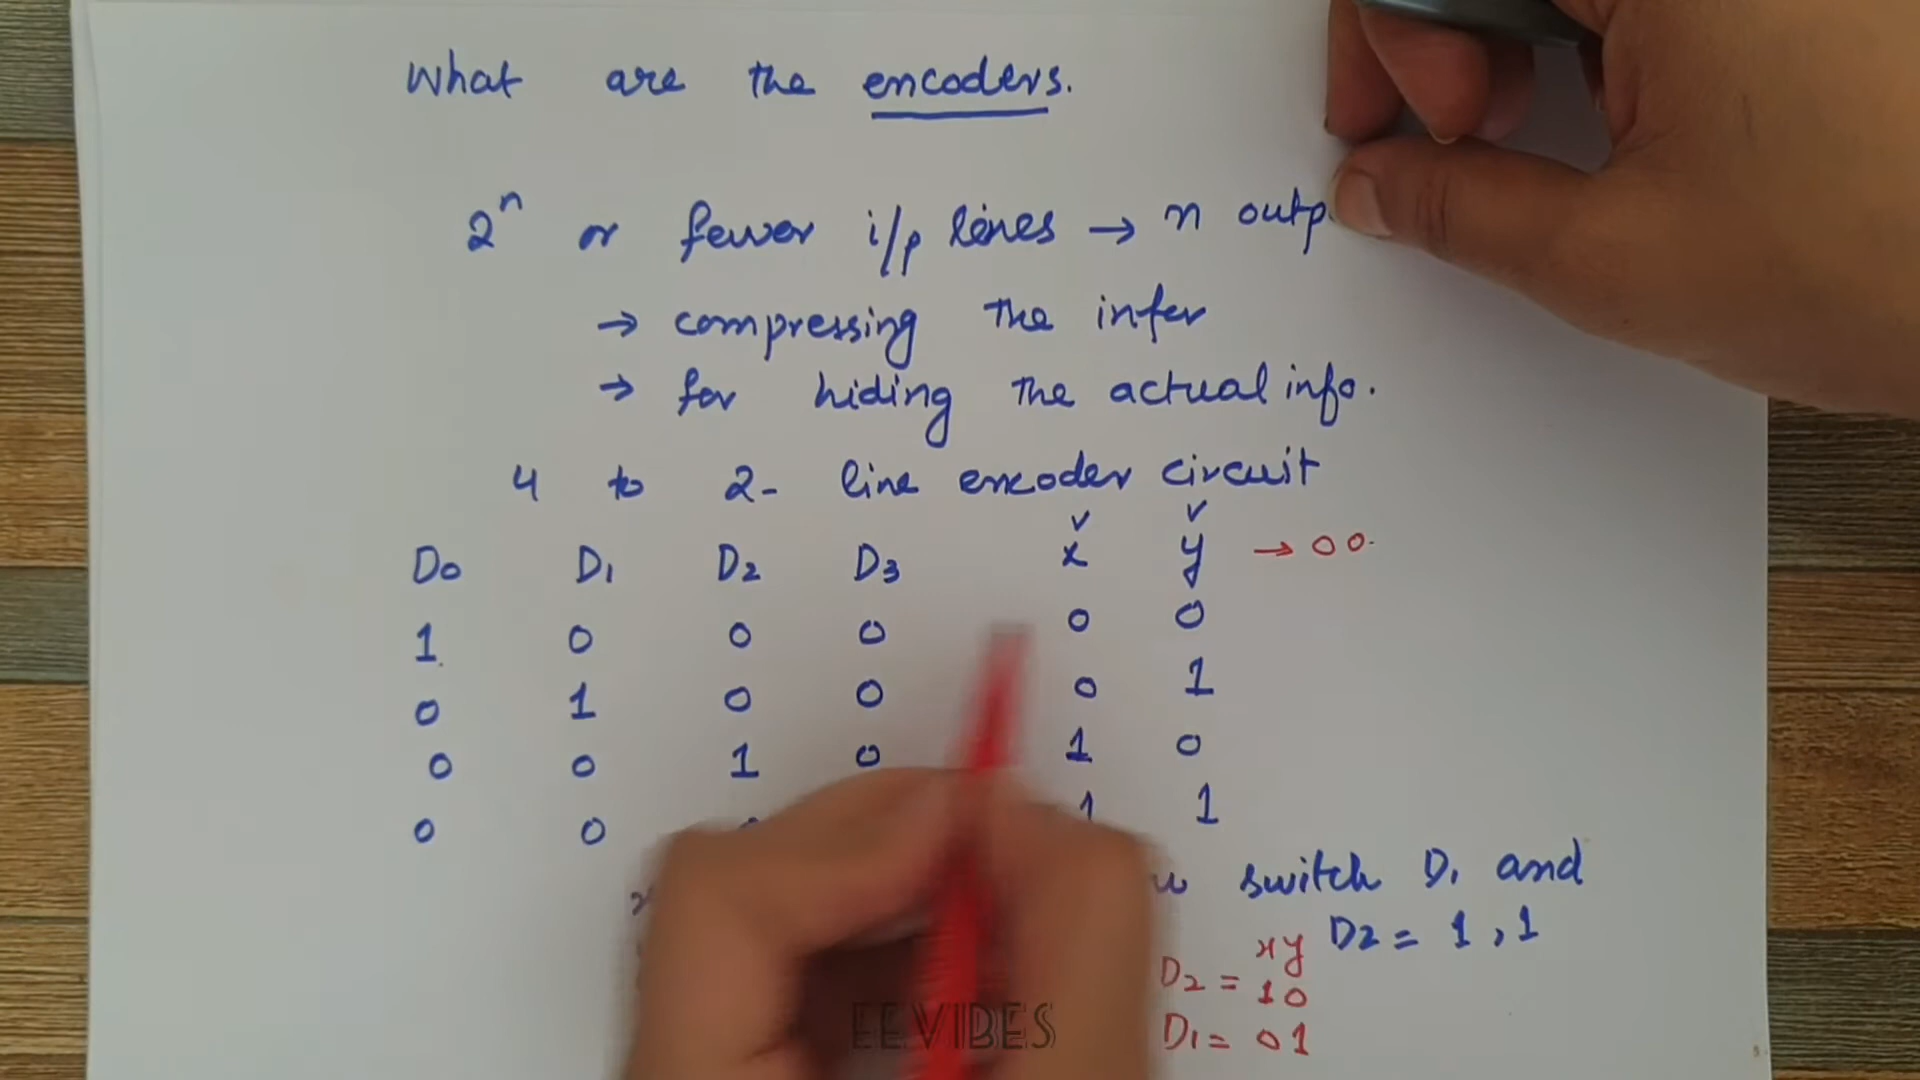 What are the encoders.
2^n or fewer i/p lines → n outp
→ compressing the infer
→ for hiding the actual info.
4 to 2- line encoder circuit
D0 D1 D2 D3 x y → 00.
1 0 0 0 0 0
0 1 0 0 0 1
0 0 1 0 1 0
0 0 1 1
switch D1 and
D2 = 1,1
xy
D2 = 10
D1 = 01
EEVIBES